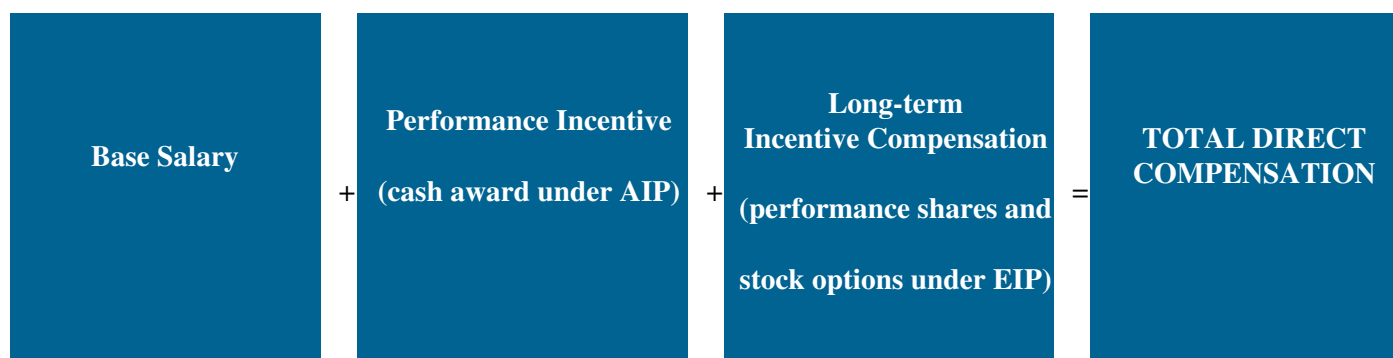 Base Salary
+
Performance Incentive
(cash award under AIP)
+
Long-term
Incentive Compensation
(performance shares and
stock options under EIP)
=
TOTAL DIRECT
COMPENSATION